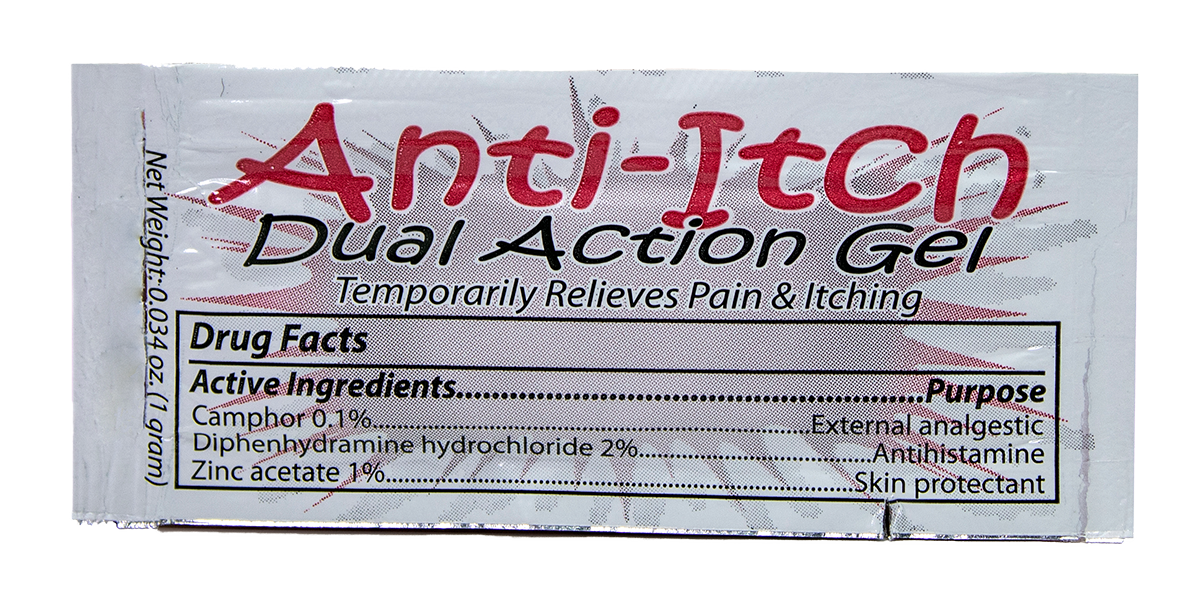 Anti-Itch
Dual Action Gel
Temporarily Relieves Pain & Itching
Drug Facts
Active Ingredients........................................................Purpose
Camphor 0.1%........................................................External analgestic
Diphenhydramine hydrochloride 2%..............................Antihistamine
Zinc acetate 1%........................................................Skin protectant
Net Weight: 0.034 oz. (1 gram)